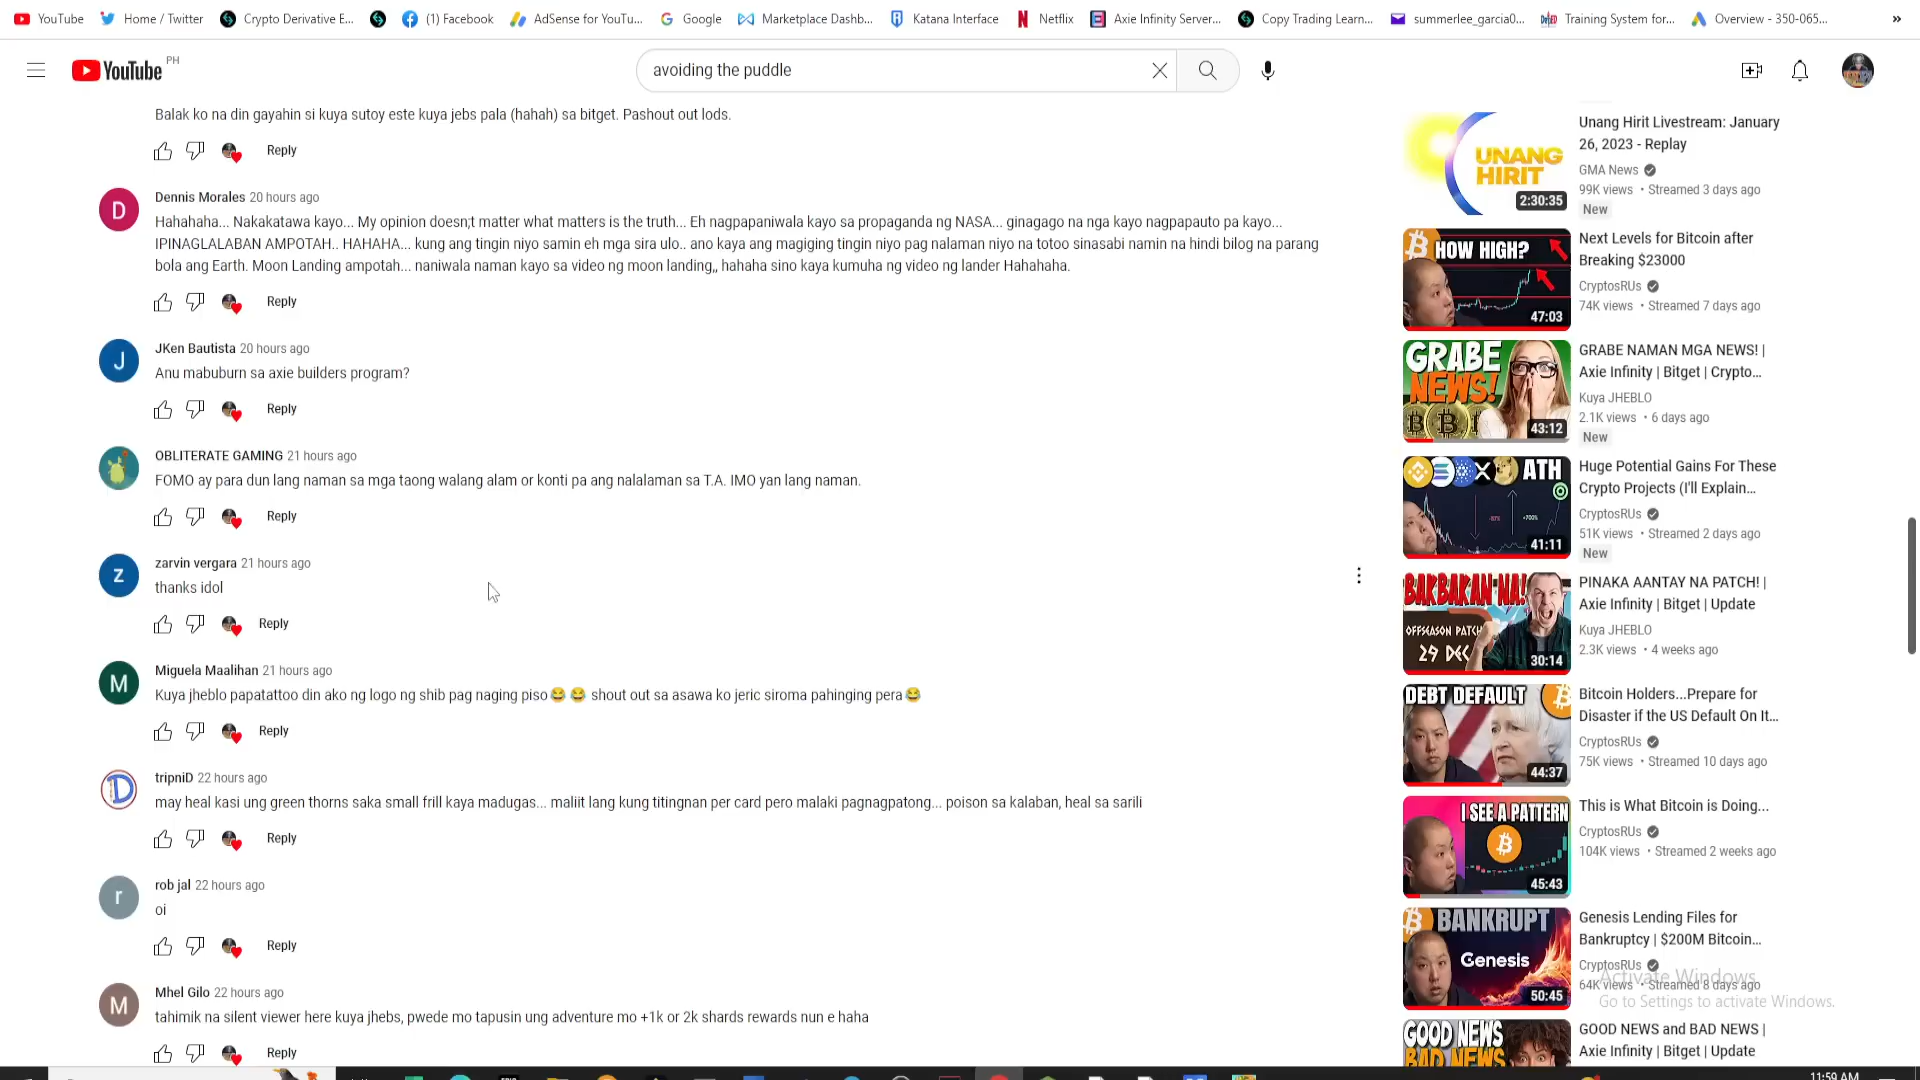 YouTube
Home / Twitter
Crypto Derivative E...
(1) Facebook
AdSense for YouTu...
Google
Marketplace Dashb...
Katana Interface
Netflix
Axie Infinity Server...
Copy Trading Learn...
summerlee_garcia0...
Training System for...
Overview - 350-065...
YouTube PH
avoiding the puddle
Balak ko na din gayahin si kuya sutoy este kuya jebs pala (hahah) sa bitget. Pashout out lods.
Reply
D
Dennis Morales 20 hours ago
Hahahaha... Nakakatawa kayo... My opinion doesn;t matter what matters is the truth... Eh nagpapaniwala kayo sa propaganda ng NASA... ginagago na nga kayo nagpapauto pa kayo...
IPINAGLALABAN AMPOTAH.. HAHAHA... kung ang tingin niyo samin eh mga sira ulo.. ano kaya ang magiging tingin niyo pag nalaman niyo na totoo sinasabi namin na hindi bilog na parang
bola ang Earth. Moon Landing ampotah... naniwala naman kayo sa video ng moon landing,, hahaha sino kaya kumuha ng video ng lander Hahahaha.
Reply
J
JKen Bautista 20 hours ago
Anu mabuburn sa axie builders program?
Reply
OBLITERATE GAMING 21 hours ago
FOMO ay para dun lang naman sa mga taong walang alam or konti pa ang nalalaman sa T.A. IMO yan lang naman.
Reply
z
zarvin vergara 21 hours ago
thanks idol
Reply
M
Miguela Maalihan 21 hours ago
Kuya jheblo papatattoo din ako ng logo ng shib pag naging piso😂 😂 shout out sa asawa ko jeric siroma pahinging pera😂
Reply
D
tripniD 22 hours ago
may heal kasi ung green thorns saka small frill kaya madugas... maliit lang kung titingnan per card pero malaki pagnagpatong... poison sa kalaban, heal sa sarili
Reply
r
rob jal 22 hours ago
oi
Reply
M
Mhel Gilo 22 hours ago
tahimik na silent viewer here kuya jhebs, pwede mo tapusin ung adventure mo +1k or 2k shards rewards nun e haha
Reply
UNANG
HIRIT
2:30:35
Unang Hirit Livestream: January
26, 2023 - Replay
GMA News
99K views • Streamed 3 days ago
New
HOW HIGH?
47:03
Next Levels for Bitcoin after
Breaking $23000
CryptosRUs
74K views • Streamed 7 days ago
GRABE
NEWS!
43:12
GRABE NAMAN MGA NEWS! |
Axie Infinity | Bitget | Crypto...
Kuya JHEBLO
2.1K views • 6 days ago
New
ATH
+700%
41:11
Huge Potential Gains For These
Crypto Projects (I'll Explain...
CryptosRUs
51K views • Streamed 2 days ago
New
BAKBAKAN NA!
OFFSEASON PATCH
29 DEC
30:14
PINAKA AANTAY NA PATCH! |
Axie Infinity | Bitget | Update
Kuya JHEBLO
2.3K views • 4 weeks ago
DEBT DEFAULT
44:37
Bitcoin Holders...Prepare for
Disaster if the US Default On It...
CryptosRUs
75K views • Streamed 10 days ago
I SEE A PATTERN
45:43
This is What Bitcoin is Doing...
CryptosRUs
104K views • Streamed 2 weeks ago
BANKRUPT
Genesis
50:45
Genesis Lending Files for
Bankruptcy | $200M Bitcoin...
CryptosRUs
64K views • Streamed 8 days ago
Activate Windows
Go to Settings to activate Windows.
GOOD NEWS
BAD NEWS
GOOD NEWS and BAD NEWS |
Axie Infinity | Bitget | Update
11:59 AM